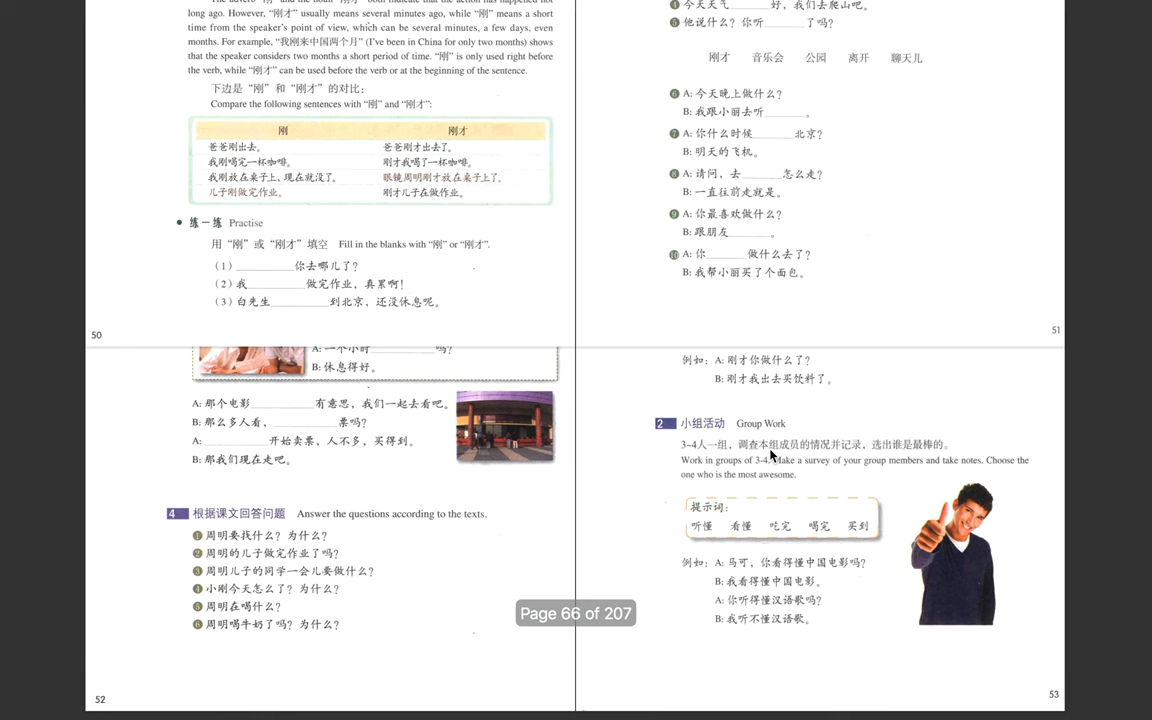 long ago. However, “刚才” usually means several minutes ago, while “刚” means a short
time from the speaker's point of view, which can be several minutes, a few days, even
months. For example, “我刚来中国两个月” (I've been in China for only two months) shows
that the speaker considers two months a short period of time. “刚” is only used right before
the verb, while “刚才” can be used before the verb or at the beginning of the sentence.
下边是“刚”和“刚才”的对比：
Compare the following sentences with “刚” and “刚才”:
刚 刚才
爸爸刚出去。 爸爸刚才出去了。
我刚喝完一杯咖啡。 刚才我喝了一杯咖啡。
我刚放在桌子上、现在就没了。 眼镜周明刚才放在桌子上了。
儿子刚做完作业。 刚才儿子在做作业。
● 练一练 Practise
用“刚”或“刚才”填空 Fill in the blanks with “刚” or “刚才”.
（1）________你去哪儿了？
（2）我________做完作业，真累啊！
（3）白先生________到北京，还没休息呢。
50
❹ 今天天气______好，我们去爬山吧。
❺ 他说什么？你听______了吗？
刚才 音乐会 公园 离开 聊天儿
❻ A: 今天晚上做什么？
B: 我跟小丽去听______。
❼ A: 你什么时候______北京？
B: 明天的飞机。
❽ A: 请问，去______怎么走？
B: 一直往前走就是。
❾ A: 你最喜欢做什么？
B: 跟朋友______。
❿ A: 你______做什么去了？
B: 我帮小丽买了个面包。
51
A: 一个小时________吗？
B: 休息得好。
A: 那个电影________有意思，我们一起去看吧。
B: 那么多人看，________票吗？
A: ________开始卖票，人不多，买得到。
B: 那我们现在走吧。
4 根据课文回答问题 Answer the questions according to the texts.
❶ 周明要找什么？为什么？
❷ 周明的儿子做完作业了吗？
❸ 周明儿子的同学一会儿要做什么？
❹ 小刚今天怎么了？为什么？
❺ 周明在喝什么？
❻ 周明喝牛奶了吗？为什么？
52
例如：A: 刚才你做什么了？
B: 刚才我出去买饮料了。
2 小组活动 Group Work
3~4人一组，调查本组成员的情况并记录，选出谁是最棒的。
Work in groups of 3-4. Make a survey of your group members and take notes. Choose the
one who is the most awesome.
提示词：
听懂 看懂 吃完 喝完 买到
例如：A: 马可，你看得懂中国电影吗？
B: 我看得懂中国电影。
A: 你听得懂汉语歌吗？
B: 我听不懂汉语歌。
53
Page 66 of 207